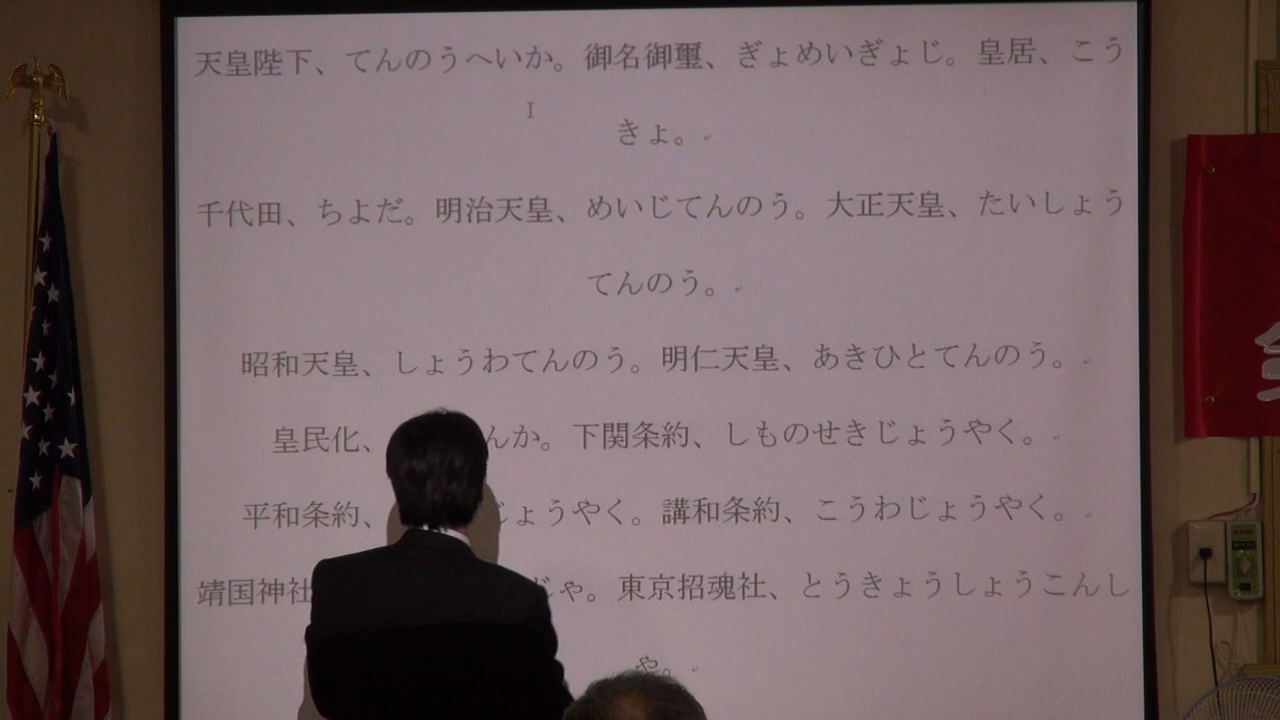 天皇陛下、てんのうへいか。御名御璽、ぎょめいぎょじ。皇居、こう
きょ。
千代田、ちよだ。明治天皇、めいじてんのう。大正天皇、たいしょう
てんのう。
昭和天皇、しょうわてんのう。明仁天皇、あきひとてんのう。
皇民化、んか。下関条約、しものせきじょうやく。
平和条約、じょうやく。講和条約、こうわじょうやく。
靖国神社じゃ。東京招魂社、とうきょうしょうこんし
や。